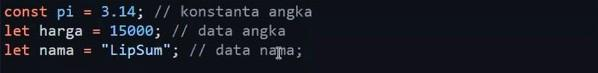 const pi = 3.14; // konstanta angka
let harga = 15000; // data angka
let nama = "LipSum"; // data nama;